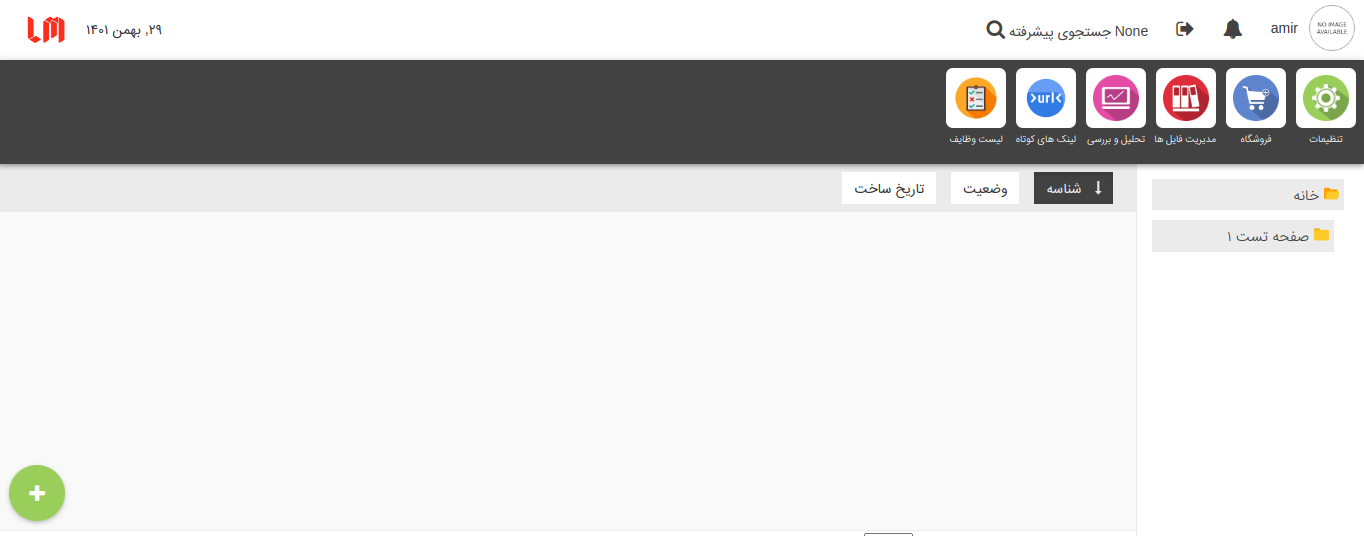 NO IMAGE
AVAILABLE
amir
None جستجوی پیشرفته
۲۹, بهمن ۱۴۰۱
LM
تنظیمات
فروشگاه
مدیریت فایل ها
تحلیل و بررسی
>url<
لینک های کوتاه
لیست وظایف
شناسه
وضعیت
تاریخ ساخت
خانه
صفحه تست ۱